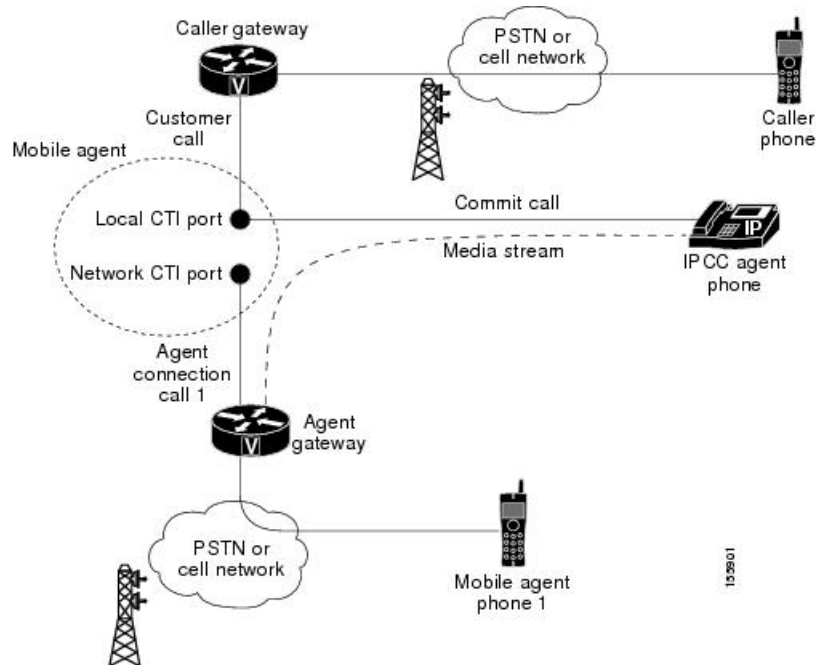 Caller gateway
V
PSTN or
cell network
Caller
phone
Customer
call
Mobile agent
Local CTI port
Commit call
IP
Media stream
IPCC agent
phone
Network CTI port
Agent
connection
call 1
V
Agent
gateway
PSTN or
cell network
Mobile agent
phone 1
155901